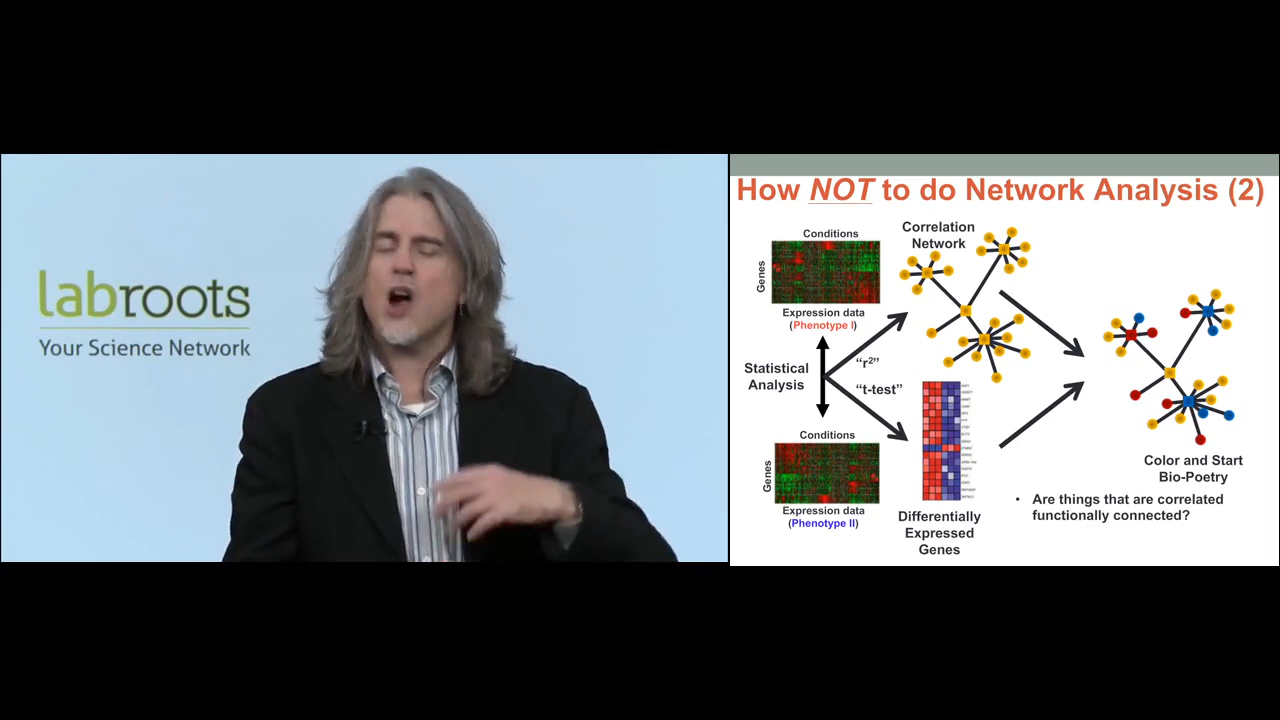 labroots
Your Science Network
How NOT to do Network Analysis (2)
Conditions
Genes
Expression data
(Phenotype I)
Correlation
Network
Statistical
Analysis
“r²”
“t-test”
Conditions
Genes
Expression data
(Phenotype II)
Differentially
Expressed
Genes
Color and Start
Bio-Poetry
• Are things that are correlated
functionally connected?